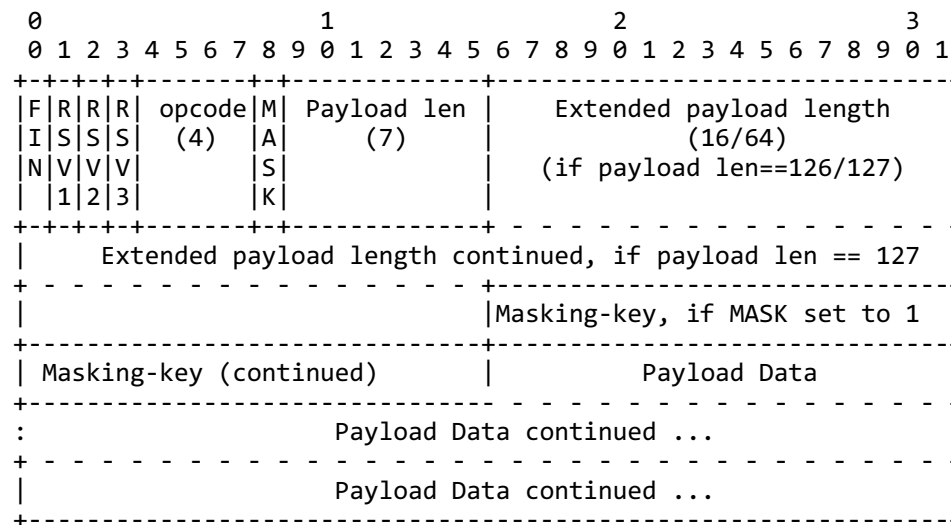 0                   1                   2                   3
 0 1 2 3 4 5 6 7 8 9 0 1 2 3 4 5 6 7 8 9 0 1 2 3 4 5 6 7 8 9 0 1
+-+-+-+-+-------+-+-------------+-------------------------------
|F|R|R|R| opcode|M| Payload len |    Extended payload length
|I|S|S|S|  (4)  |A|     (7)     |             (16/64)
|N|V|V|V|       |S|             |   (if payload len==126/127)
| |1|2|3|       |K|             |
+-+-+-+-+-------+-+-------------+ - - - - - - - - - - - - - - - -
|     Extended payload length continued, if payload len == 127
+ - - - - - - - - - - - - - - - +-------------------------------
|                               |Masking-key, if MASK set to 1
+-------------------------------+-------------------------------
| Masking-key (continued)       |          Payload Data
+-------------------------------- - - - - - - - - - - - - - - - -
:                     Payload Data continued ...
+ - - - - - - - - - - - - - - - - - - - - - - - - - - - - - - - -
|                     Payload Data continued ...
+---------------------------------------------------------------